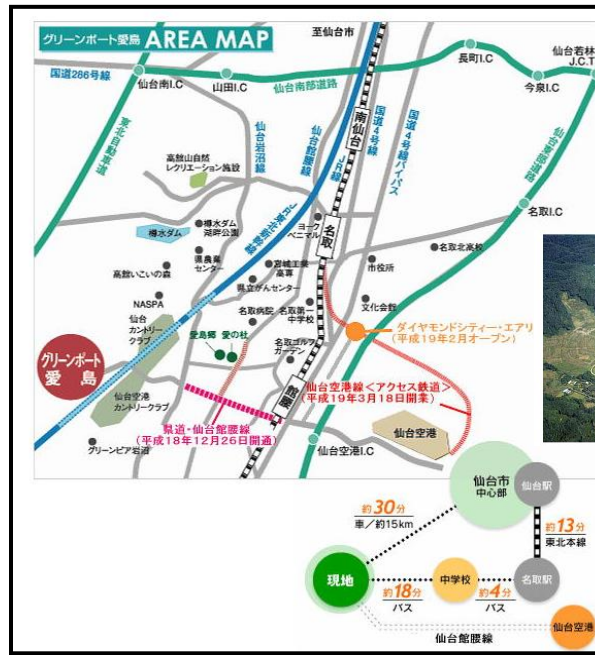 グリーンポート愛島 AREA MAP
至仙台市
国道286号線
仙台南I.C
山田I.C
仙台南部道路
長町I.C
今泉I.C
仙台若林
J.C.T
東北自動車道
仙台岩沼線
仙台館腰線
JR線
南仙台
国道4号線
国道4号線バイパス
仙台東部道路
高館山自然
レクリエーション施設
名取I.C
樽水ダム
樽水ダム
湖畔公園
JR東北新幹線
ヨーク
ベニマル
名取
名取北高校
高館いこいの森
県農業
センター
宮城工業
高専
市役所
県立がんセンター
NASPA
名取病院
名取第一
中学校
文化会館
仙台
カントリー
クラブ
愛島郷
愛の杜
ダイヤモンドシティー・エアリ
(平成19年2月オープン)
名取ゴルフ
ガーデン
グリーンポート
愛島
館腰
仙台空港線<アクセス鉄道>
(平成19年3月18日開業)
仙台空港
カントリークラブ
県道・仙台館腰線
(平成18年12月26日開通)
仙台空港
グリーンピア岩沼
仙台空港I.C
仙台市
中心部
仙台駅
約30分
車/約15km
約13分
東北本線
現地
約18分
バス
中学校
約4分
バス
名取駅
仙台館腰線
仙台空港